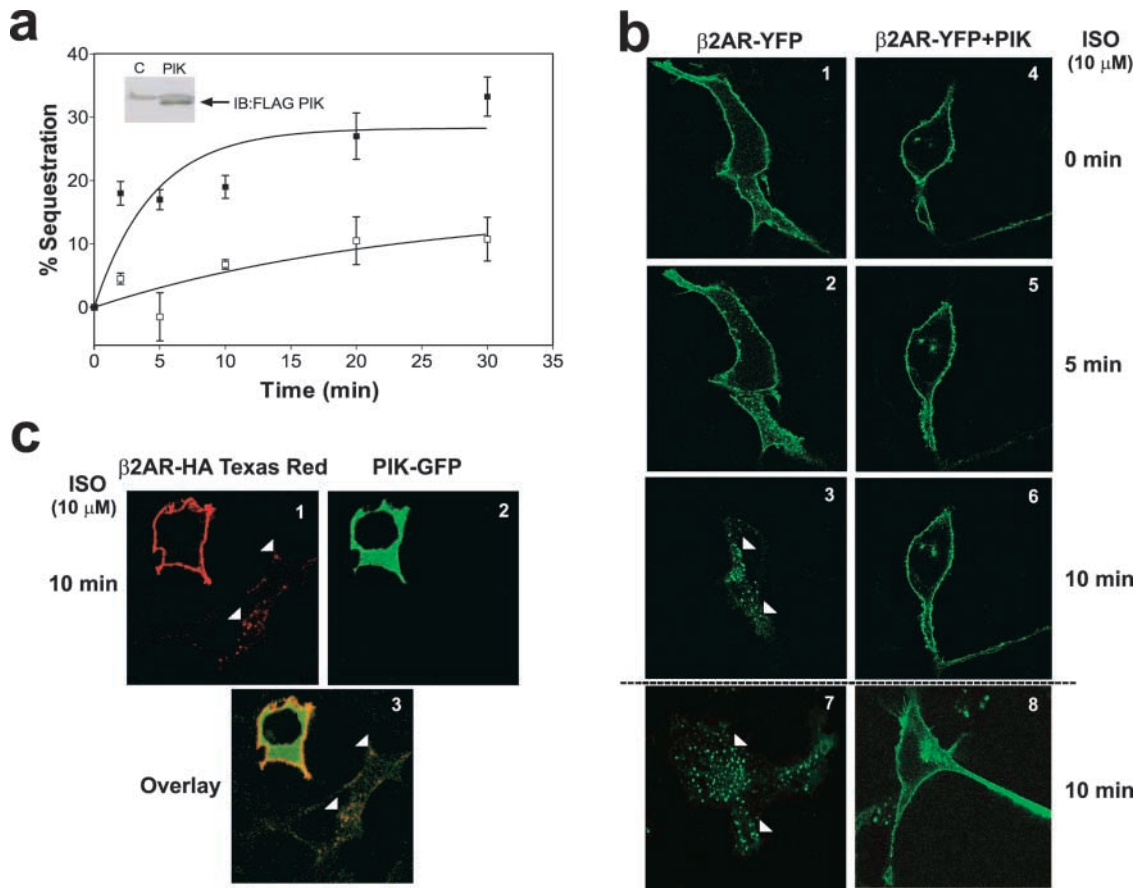 a
% Sequestration
40
30
20
10
0
0 5 10 15 20 25 30 35
Time (min)
C PIK
IB:FLAG PIK
b
β2AR-YFP β2AR-YFP+PIK ISO
(10 μM)
1 4
0 min
2 5
5 min
3 6
10 min
7 8
10 min
c
β2AR-HA Texas Red PIK-GFP
ISO
(10 μM)
1 2
10 min
3
Overlay